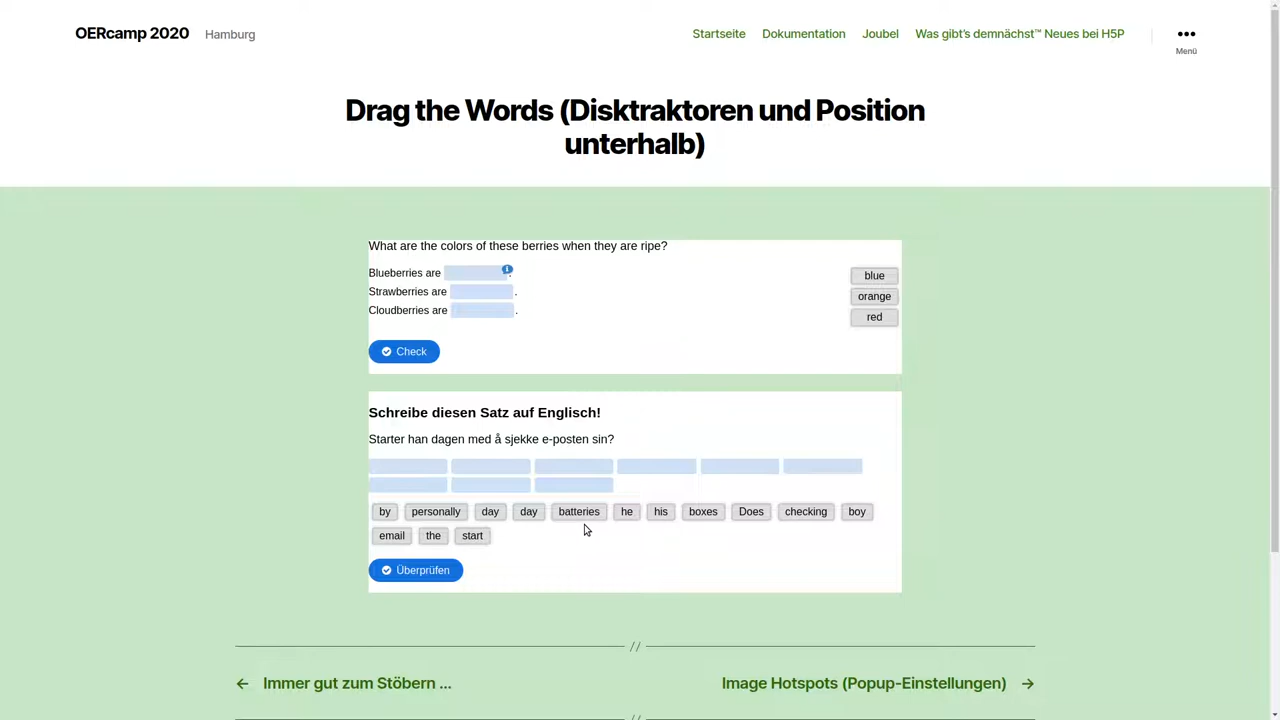 OERcamp 2020 Hamburg Startseite Dokumentation Joubel Was gibt's demnächst™ Neues bei H5P
Menü
Drag the Words (Disktraktoren und Position
unterhalb)
What are the colors of these berries when they are ripe?
Blueberries are .
Strawberries are .
Cloudberries are .
blue
orange
red
Check
Schreibe diesen Satz auf Englisch!
Starter han dagen med å sjekke e-posten sin?
by personally day day batteries he his boxes Does checking boy
email the start
Überprüfen
//
← Immer gut zum Stöbern ... Image Hotspots (Popup-Einstellungen) →
//